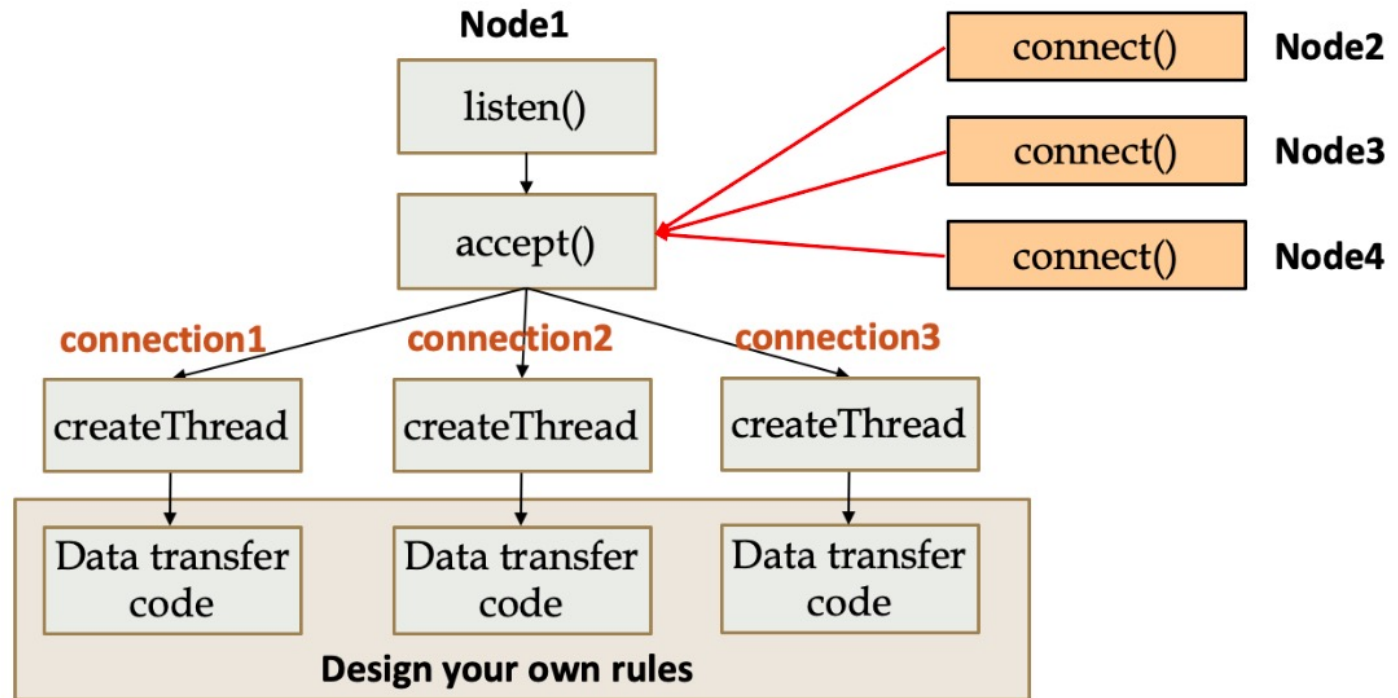 Node1
connect()
Node2
listen()
connect()
Node3
accept()
connect()
Node4
connection1
connection2
connection3
createThread
createThread
createThread
Data transfer
code
Data transfer
code
Data transfer
code
Design your own rules